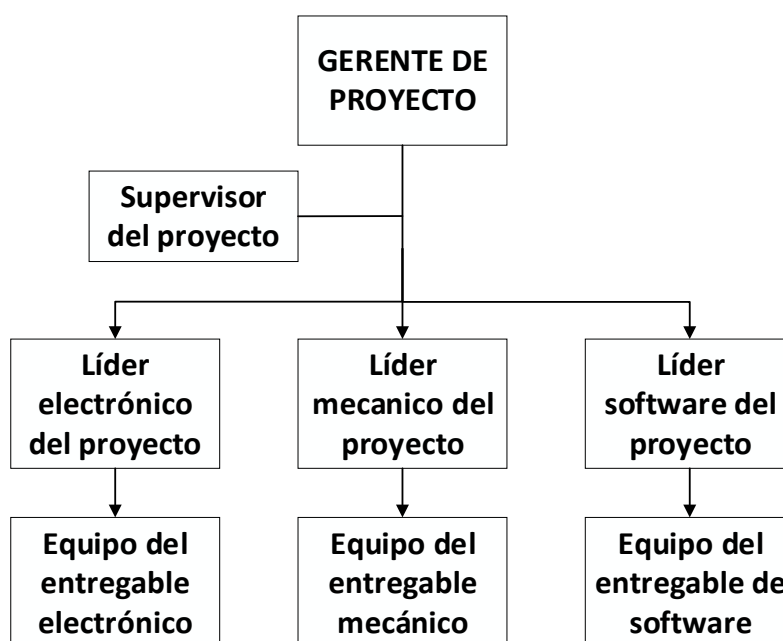 GERENTE DE
PROYECTO
Supervisor
del proyecto
Líder
electrónico
del proyecto
Líder
mecanico del
proyecto
Líder
software del
proyecto
Equipo del
entregable
electrónico
Equipo del
entregable
mecánico
Equipo del
entregable de
software